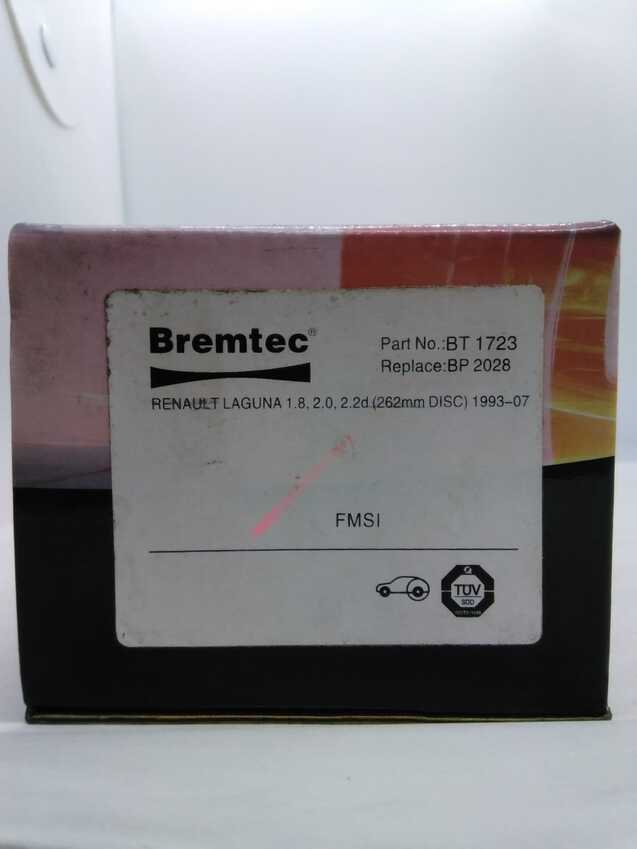 Bremtec®
Part No.:BT 1723
Replace:BP 2028
RENAULT LAGUNA 1.8, 2.0, 2.2d (262mm DISC) 1993-07
FMSI
TÜV
SÜD